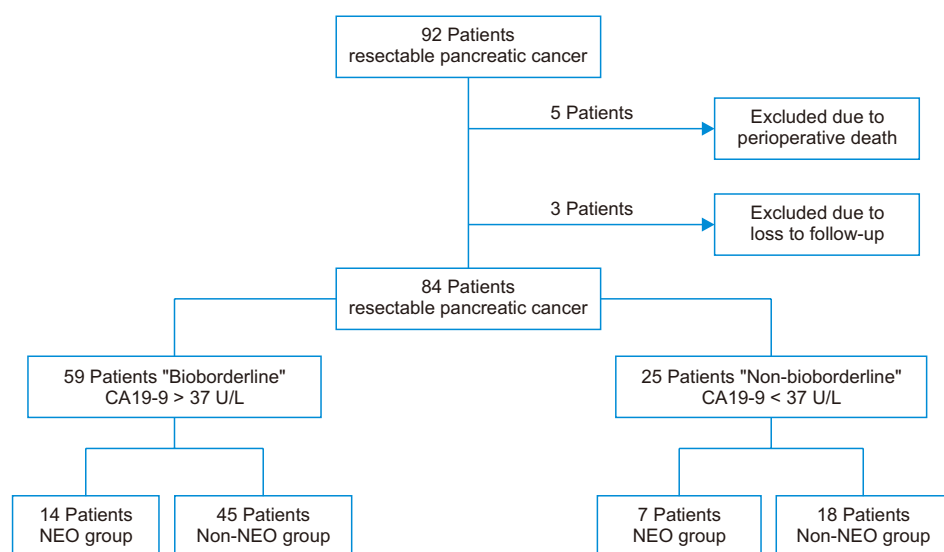 92 Patients
resectable pancreatic cancer
5 Patients
Excluded due to
perioperative death
3 Patients
Excluded due to
loss to follow-up
84 Patients
resectable pancreatic cancer
59 Patients "Bioborderline"
CA19-9 > 37 U/L
25 Patients "Non-bioborderline"
CA19-9 < 37 U/L
14 Patients
NEO group
45 Patients
Non-NEO group
7 Patients
NEO group
18 Patients
Non-NEO group